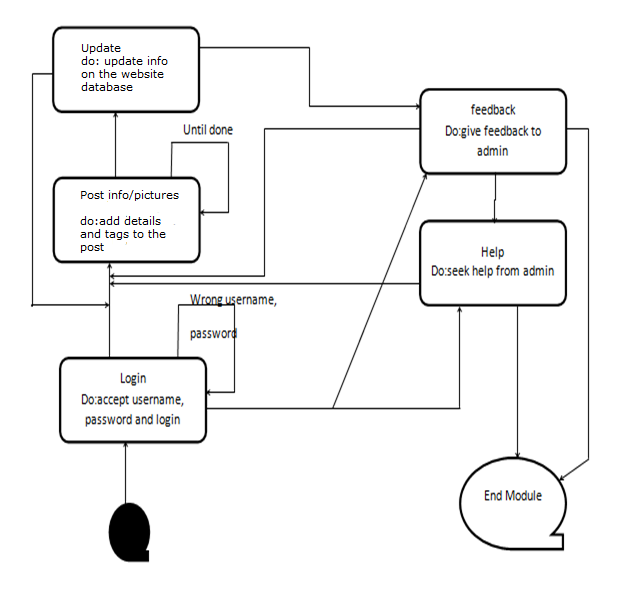 Update
do: update info
on the website
database
Until done
Post info/pictures
do:add details
and tags to the
post
feedback
Do:give feedback to
admin
Help
Do:seek help from admin
Wrong username,
password
Login
Do:accept username,
password and login
End Module